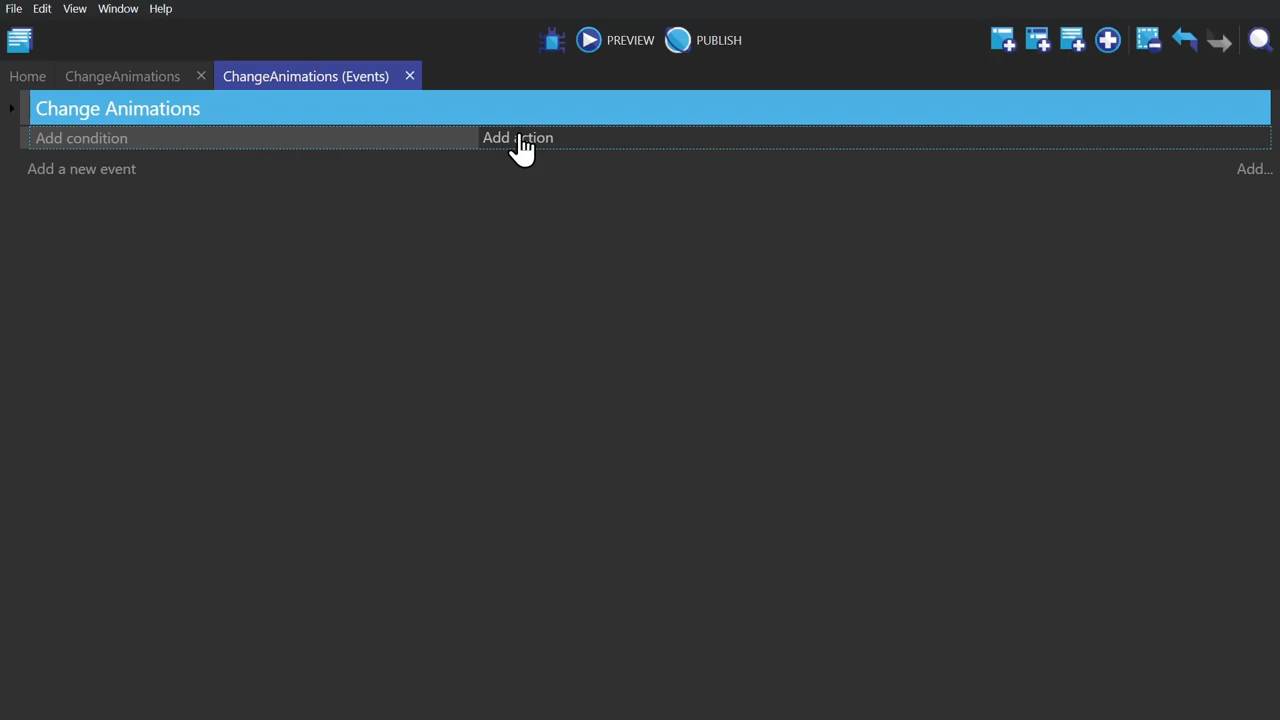 File Edit View Window Help
PREVIEW PUBLISH
Home ChangeAnimations ChangeAnimations (Events)
Change Animations
Add condition Add action
Add a new event Add...